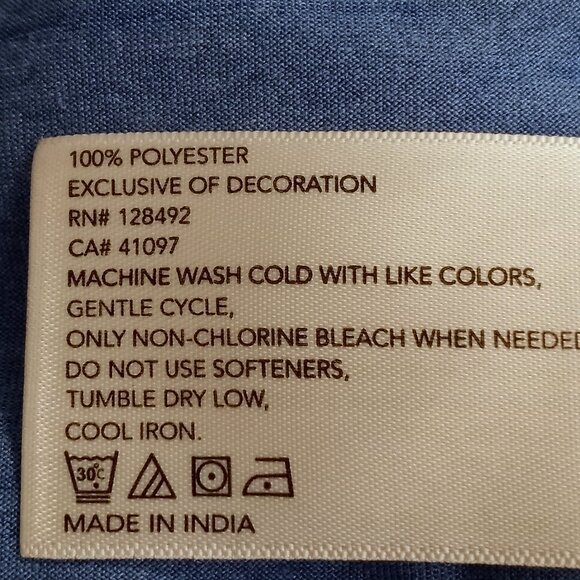 100% POLYESTER
EXCLUSIVE OF DECORATION
RN# 128492
CA# 41097
MACHINE WASH COLD WITH LIKE COLORS,
GENTLE CYCLE,
ONLY NON-CHLORINE BLEACH WHEN NEEDED
DO NOT USE SOFTENERS,
TUMBLE DRY LOW,
COOL IRON.
30°C
MADE IN INDIA